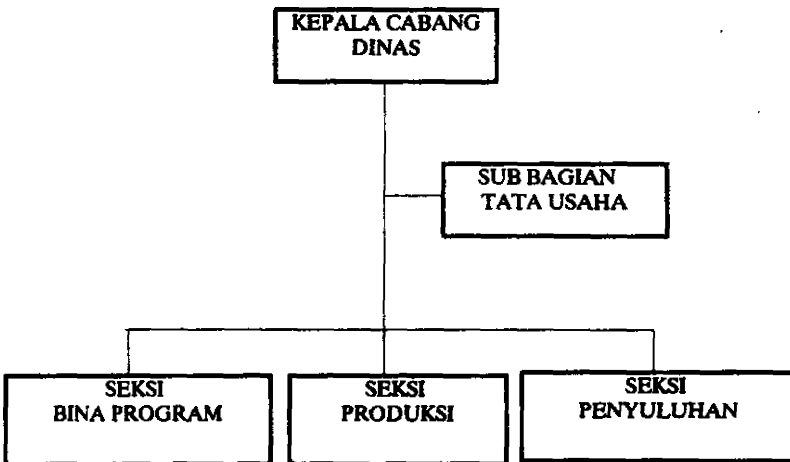 KEPALA CABANG
DINAS
SUB BAGIAN
TATA USAHA
SEKSI
BINA PROGRAM
SEKSI
PRODUKSI
SEKSI
PENYULUHAN